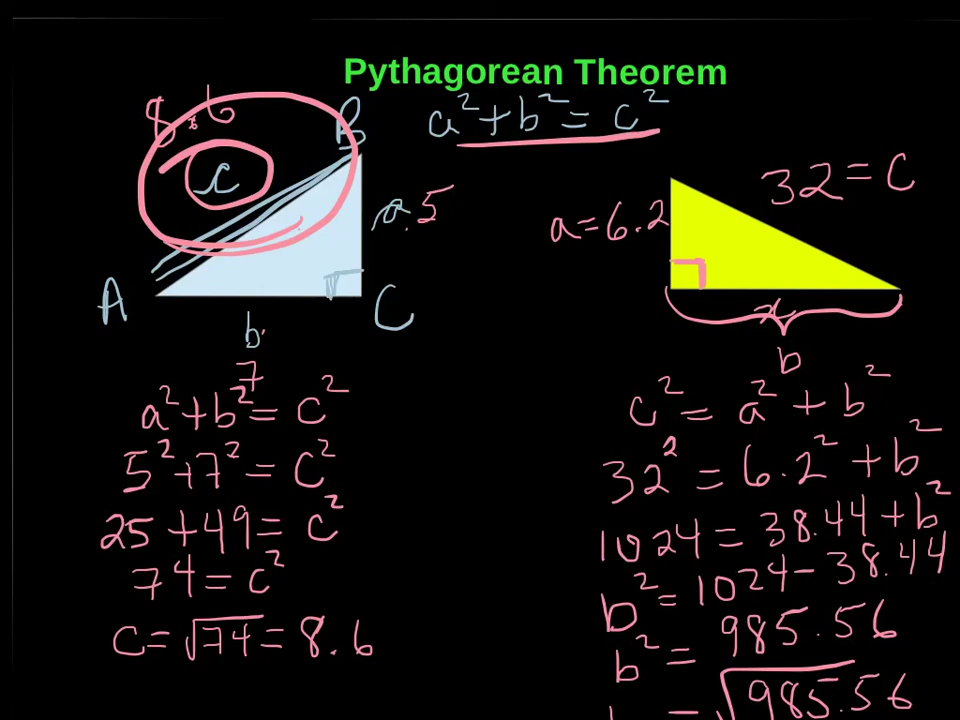 Pythagorean Theorem
a²+b²=c²
8.6
B
c
a.5
A
C
b
7
a²+b²=c²
5²+7²=c²
25+49=c²
74=c²
c=√74=8.6
32=c
a=6.2
x
b
c²=a²+b²
32²=6.2²+b²
1024=38.44+b²
b²=1024-38.44
b²=985.56
=√985.56